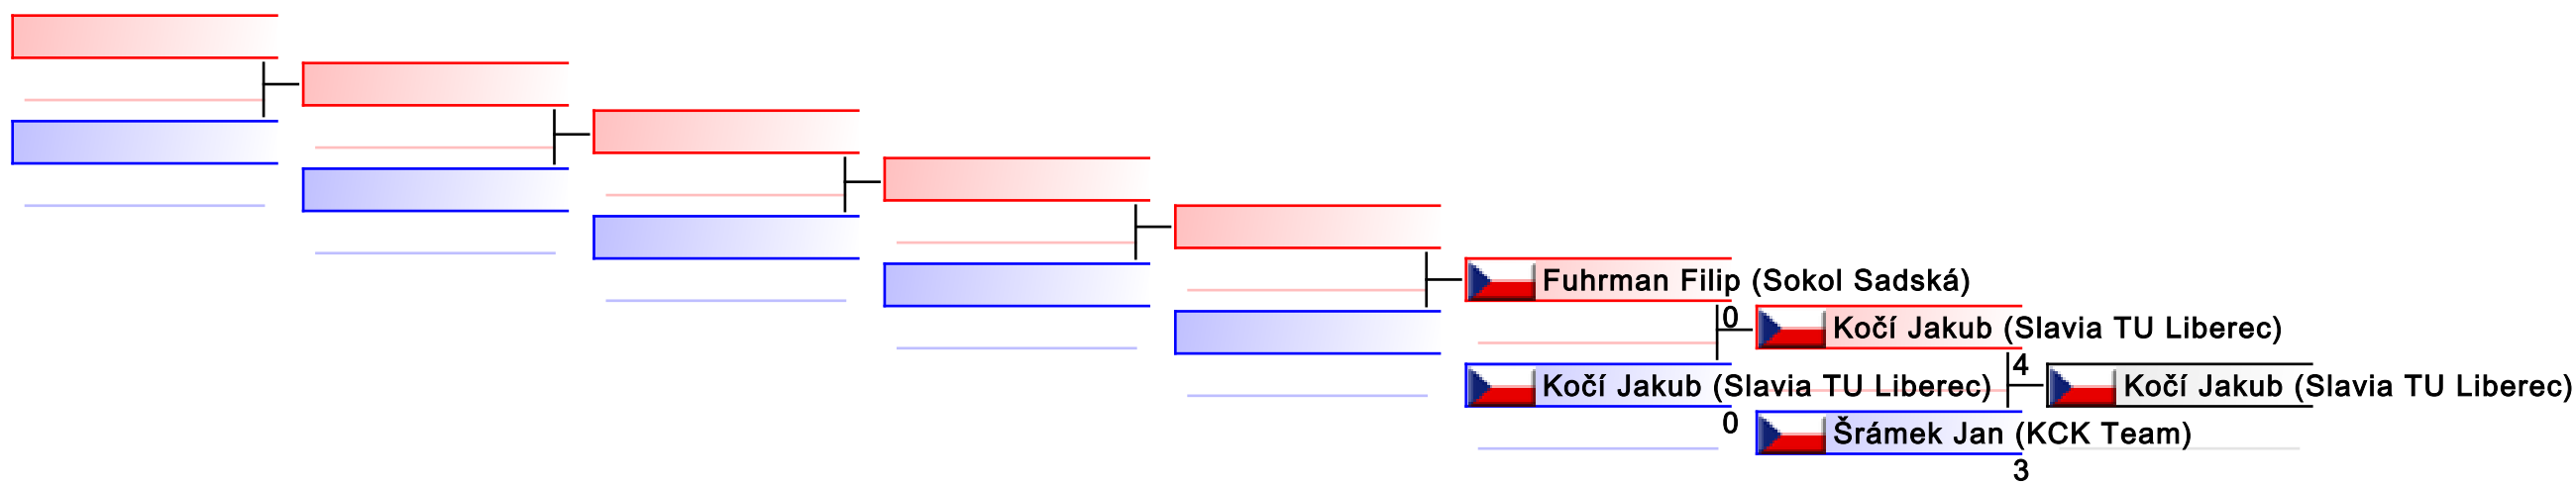 Fuhrman Filip (Sokol Sadská)
0
Kočí Jakub (Slavia TU Liberec)
4
Kočí Jakub (Slavia TU Liberec)
Kočí Jakub (Slavia TU Liberec)
0
Šrámek Jan (KCK Team)
3